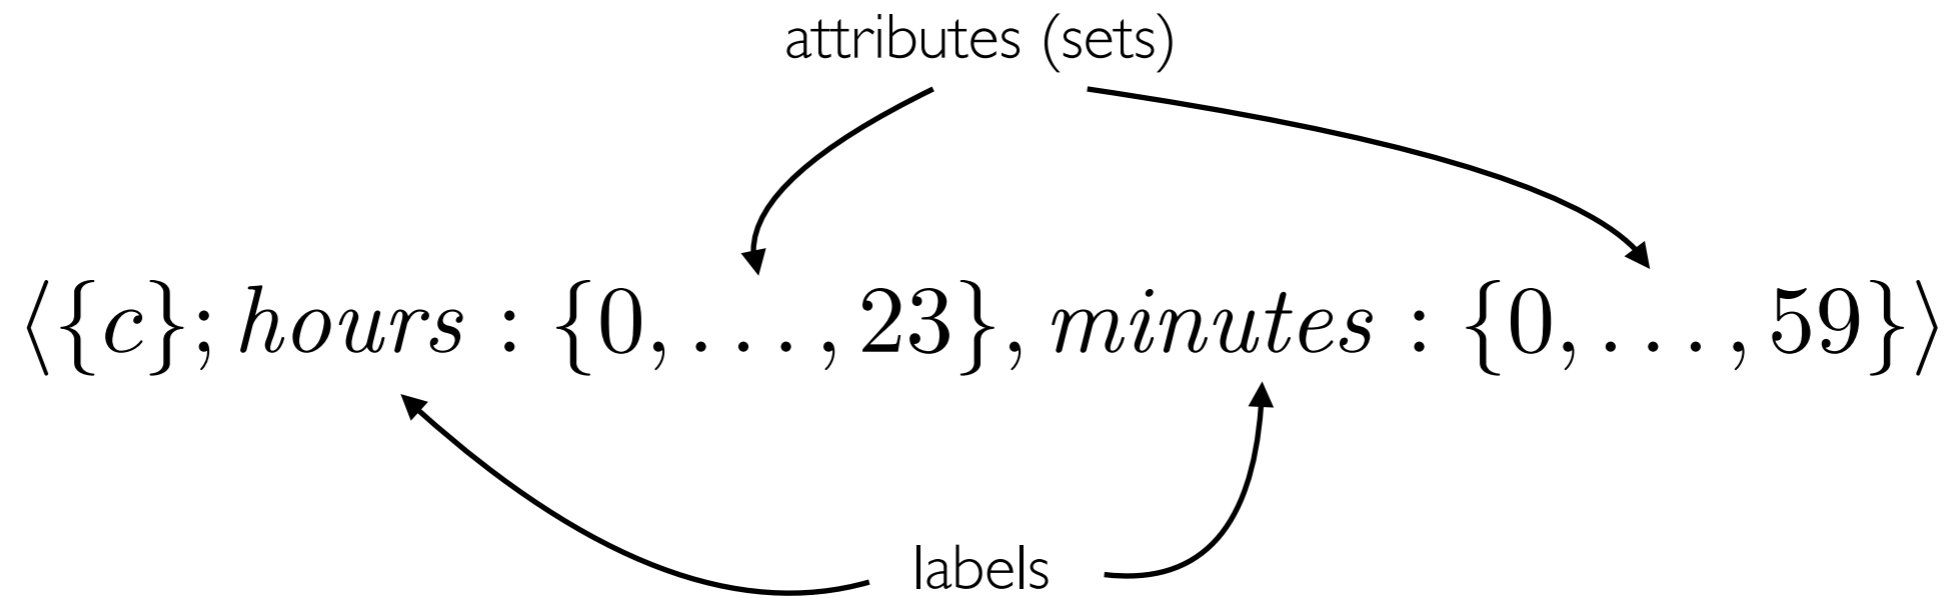 attributes (sets)
⟨{c}; hours : {0, . . . , 23}, minutes : {0, . . . , 59}⟩
labels